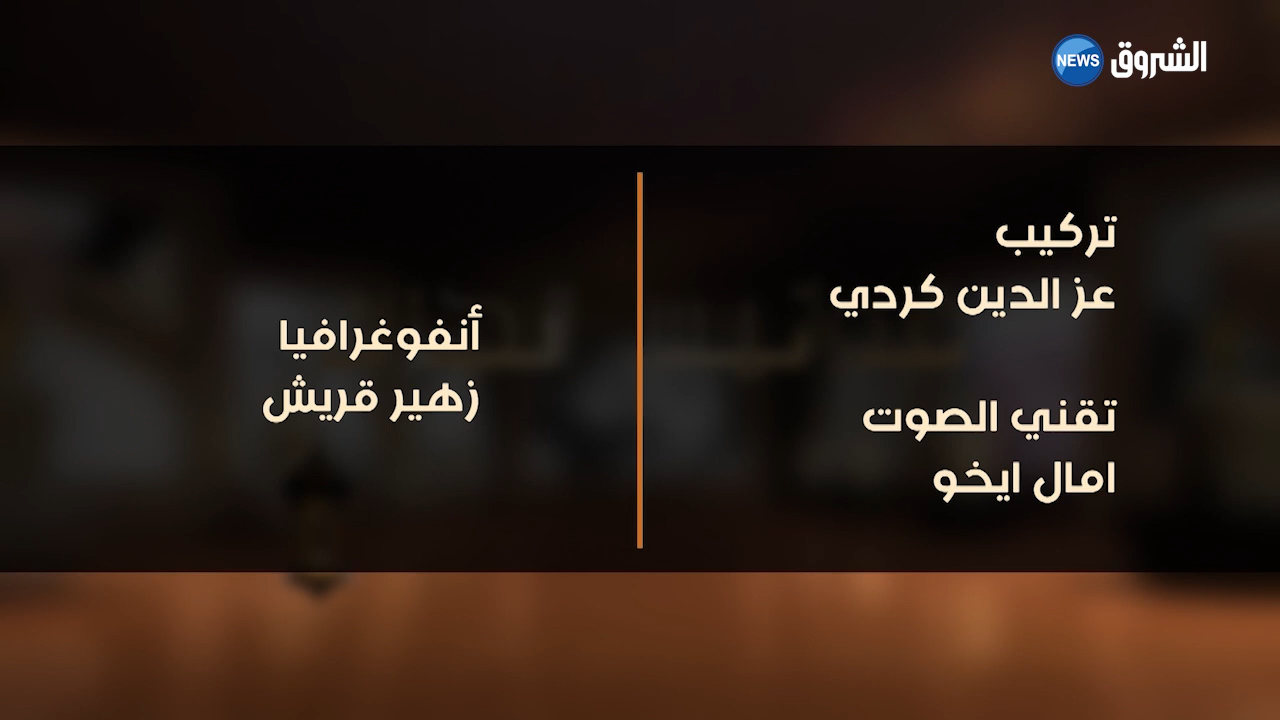 الشروق NEWS
تركيب
عز الدين كردي
تقني الصوت
امال ايخو
أنفوغرافيا
زهير قريش